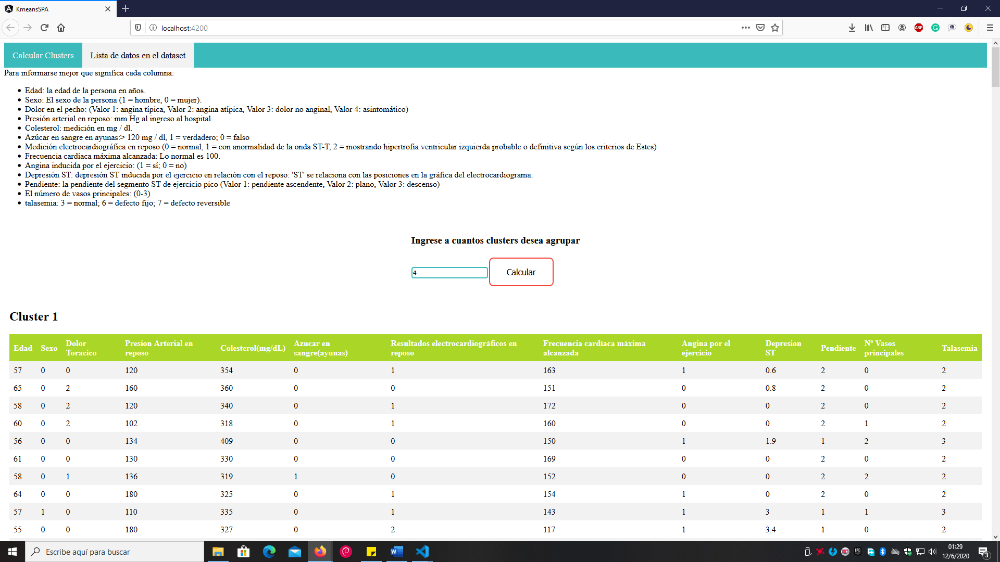 KmeansSPA
localhost:4200
ABP
Calcular Clusters
Lista de datos en el dataset
Para informarse mejor que significa cada columna:
• Edad: la edad de la persona en años.
• Sexo: El sexo de la persona (1 = hombre, 0 = mujer).
• Dolor en el pecho: (Valor 1: angina típica, Valor 2: angina atípica, Valor 3: dolor no anginal, Valor 4: asintomático)
• Presión arterial en reposo: mm Hg al ingreso al hospital.
• Colesterol: medición en mg / dl.
• Azúcar en sangre en ayunas:> 120 mg / dl, 1 = verdadero; 0 = falso
• Medición electrocardiográfica en reposo (0 = normal, 1 = con anormalidad de la onda ST-T, 2 = mostrando hipertrofia ventricular izquierda probable o definitiva según los criterios de Estes)
• Frecuencia cardíaca máxima alcanzada: Lo normal es 100.
• Angina inducida por el ejercicio: (1 = sí; 0 = no)
• Depresión ST: depresión ST inducida por el ejercicio en relación con el reposo: 'ST' se relaciona con las posiciones en la gráfica del electrocardiograma.
• Pendiente: la pendiente del segmento ST de ejercicio pico (Valor 1: pendiente ascendente, Valor 2: plano, Valor 3: descenso)
• El número de vasos principales: (0-3)
• talasemia: 3 = normal; 6 = defecto fijo; 7 = defecto reversible
Ingrese a cuantos clusters desea agrupar
4 Calcular
Cluster 1
Edad Sexo Dolor Toracico Presion Arterial en reposo Colesterol(mg/dL) Azucar en sangre(ayunas) Resultados electrocardiográficos en reposo Frecuencia cardíaca máxima alcanzada Angina por el ejercicio Depresion ST Pendiente Nº Vasos principales Talasemia
57 0 0 120 354 0 1 163 1 0.6 2 0 2
65 0 2 160 360 0 0 151 0 0.8 2 0 2
58 0 2 120 340 0 1 172 0 0 2 0 2
60 0 2 102 318 0 1 160 0 0 2 1 2
56 0 0 134 409 0 0 150 1 1.9 1 2 3
61 0 0 130 330 0 0 169 0 0 2 0 2
58 0 1 136 319 1 0 152 0 0 2 2 2
64 0 0 180 325 0 1 154 1 0 2 0 2
57 1 0 110 335 0 1 143 1 3 1 1 3
55 0 0 180 327 0 2 117 1 3.4 1 0 2
Escribe aquí para buscar
01:29
12/6/2020
3